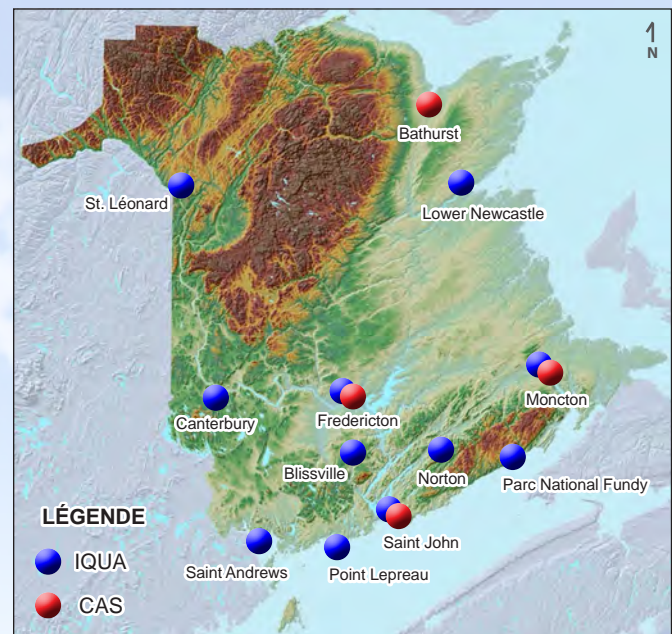 N
Bathurst
St. Léonard
Lower Newcastle
Moncton
Canterbury
Fredericton
Blissville
Norton
Parc National Fundy
LÉGENDE
Saint John
IQUA
Saint Andrews
Point Lepreau
CAS